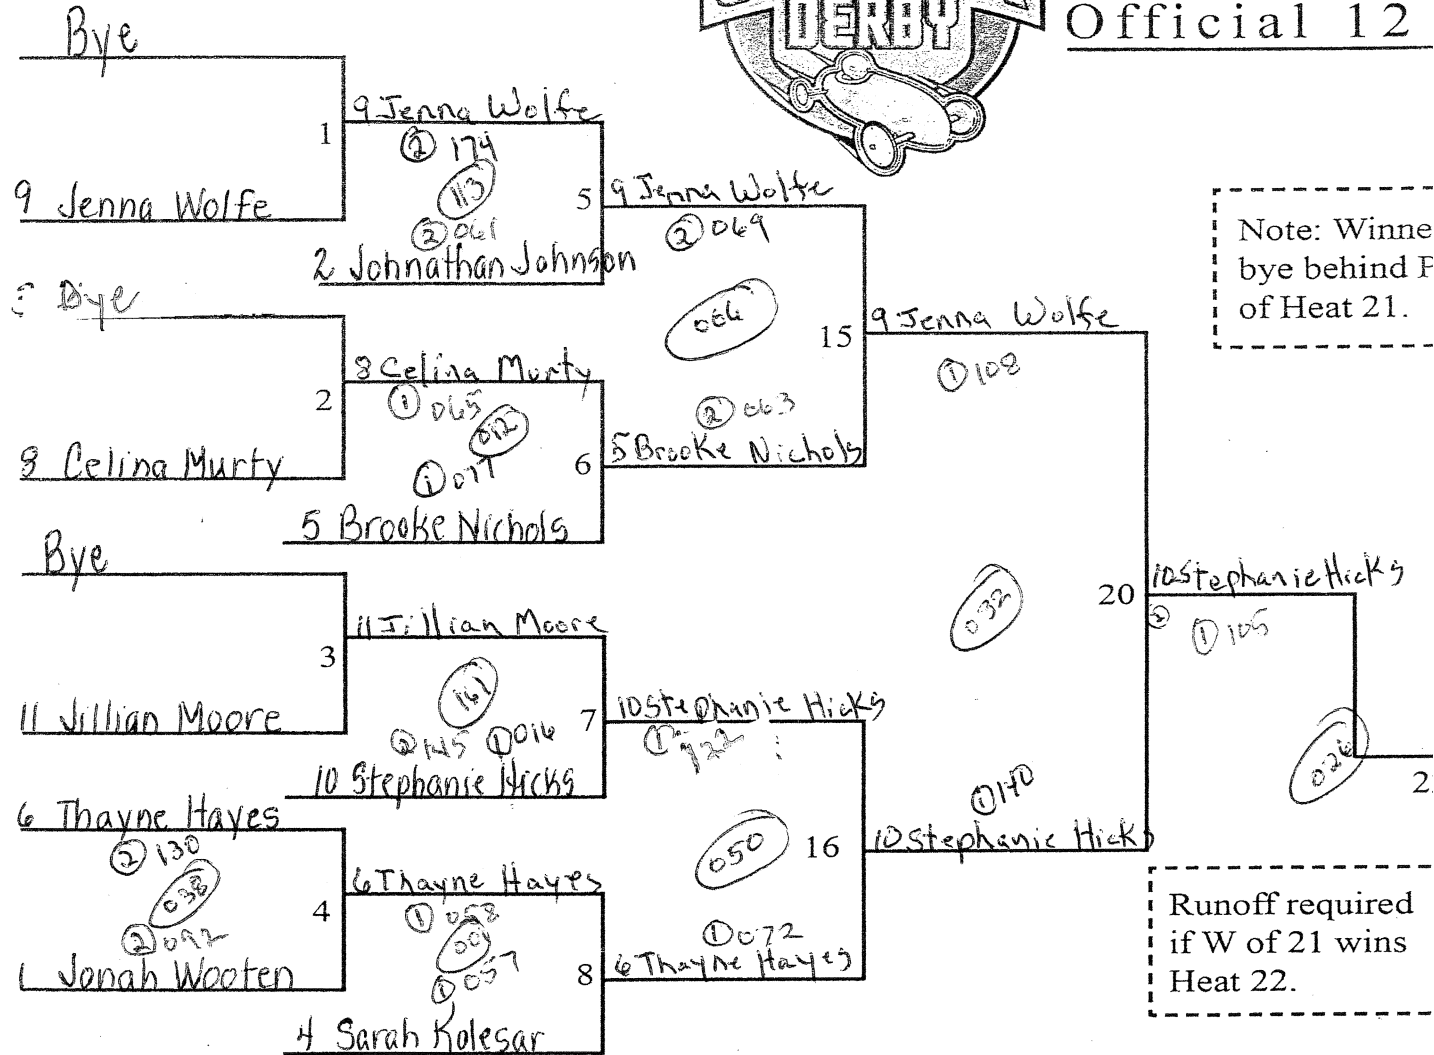 DERBY
Official 12
Bye
9 Jenna Wolfe
1
9 Jenna Wolfe
② 174
113
② 061
2 Johnathan Johnson
5
9 Jenna Wolfe
② 069
Note: Winne
bye behind P
of Heat 21.
Bye
8 Celina Murty
2
8 Celina Murty
① 065
012
① 077
5 Brooke Nichols
6
006
② 063
5 Brooke Nichols
15
9 Jenna Wolfe
① 108
Bye
11 Jillian Moore
3
11 Jillian Moore
161
② 145 ① 016
10 Stephanie Hicks
7
10 Stephanie Hicks
① 122
032
20
10 Stephanie Hicks
② ① 105
026
6 Thayne Hayes
② 130
038
② 092
1 Jonah Wooten
4
6 Thayne Hayes
① 058
001
① 057
4 Sarah Kolesar
8
050
① 072
6 Thayne Hayes
16
① 140
10 Stephanie Hicks
Runoff required
if W of 21 wins
Heat 22.